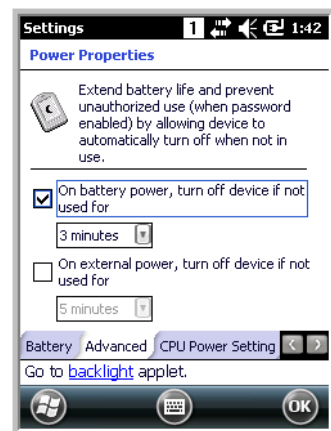 Settings 1 1:42
Power Properties
Extend battery life and prevent
unauthorized use (when password
enabled) by allowing device to
automatically turn off when not in
use.
On battery power, turn off device if not
used for
3 minutes
On external power, turn off device if not
used for
5 minutes
Battery Advanced CPU Power Setting
Go to backlight applet.
OK